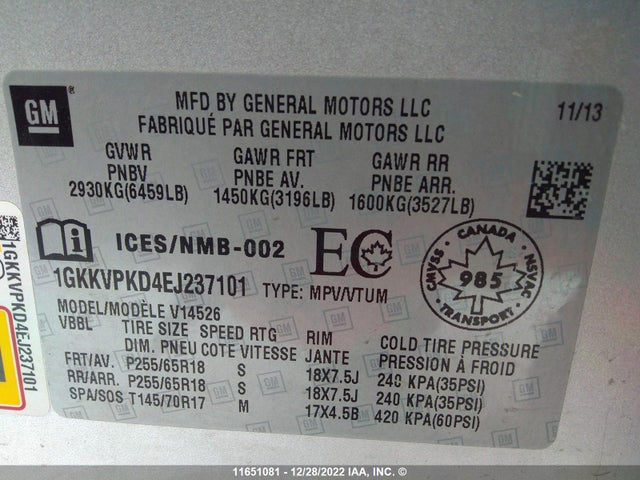 GM
MFD BY GENERAL MOTORS LLC
FABRIQUÉ PAR GENERAL MOTORS LLC
11/13
GVWR
PNBV
2930KG(6459LB)
GAWR FRT
PNBE AV.
1450KG(3196LB)
GAWR RR
PNBE ARR.
1600KG(3527LB)
i ICES/NMB-002
EC
CANADA
CMVSS
985
NSVAC
TRANSPORT
1GKKVPKD4EJ237101 TYPE: MPV/VTUM
MODEL/MODÈLE V14526
VBBL TIRE SIZE SPEED RTG RIM COLD TIRE PRESSURE
DIM. PNEU COTE VITESSE JANTE PRESSION À FROID
FRT/AV. P255/65R18 S 18X7.5J 240 KPA(35PSI)
RR/ARR. P255/65R18 S 18X7.5J 240 KPA(35PSI)
SPA/SOS T145/70R17 M 17X4.5B 420 KPA(60PSI)
1GKKVPKD4EJ237101
11651081 - 12/28/2022 IAA, INC. ©